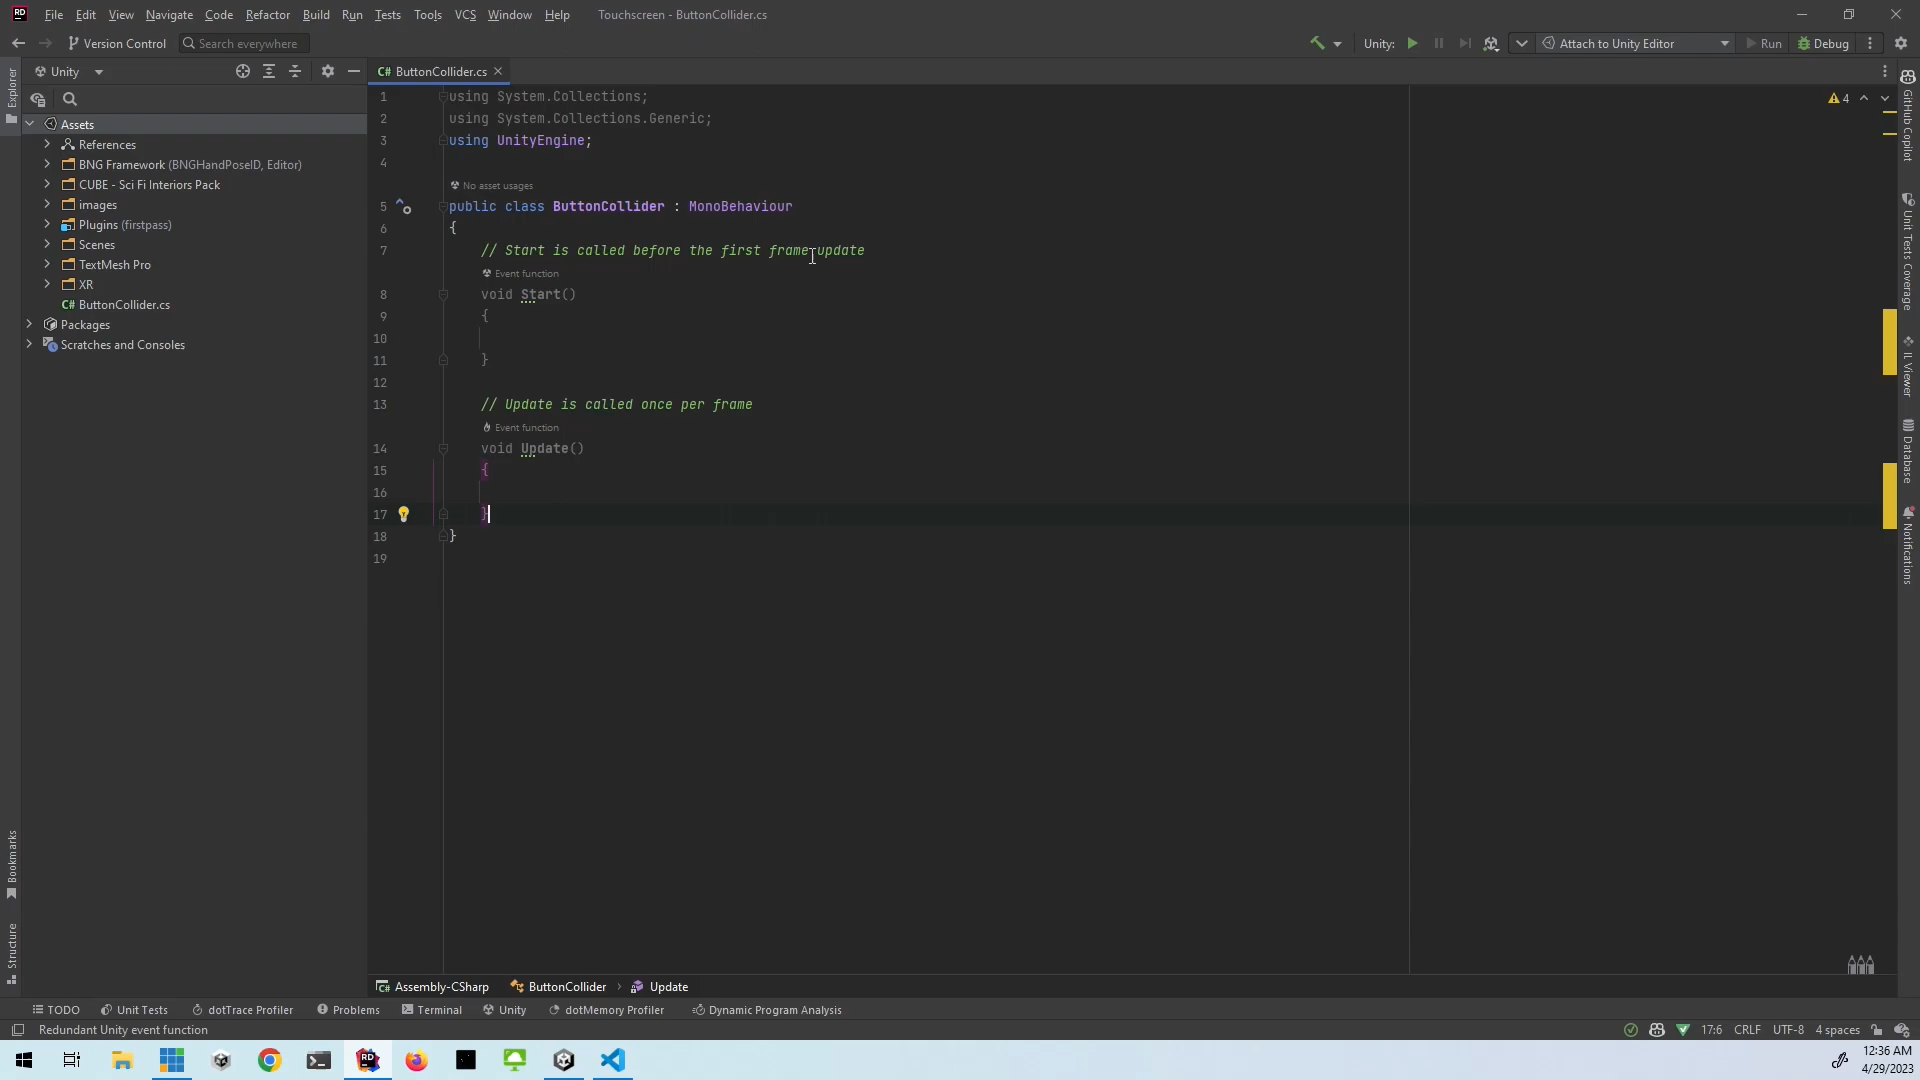 RD File Edit View Navigate Code Refactor Build Run Tests Tools VCS Window Help Touchscreen - ButtonCollider.cs
Version Control Search everywhere Unity: Attach to Unity Editor Run Debug
Explorer
Unity
Assets
References
BNG Framework (BNGHandPoseID, Editor)
CUBE - Sci Fi Interiors Pack
images
Plugins (firstpass)
Scenes
TextMesh Pro
XR
C# ButtonCollider.cs
Packages
Scratches and Consoles
Bookmarks
Structure
C# ButtonCollider.cs
4
1 using System.Collections;
2 using System.Collections.Generic;
3 using UnityEngine;
4
No asset usages
5 public class ButtonCollider : MonoBehaviour
6 {
7 // Start is called before the first frame update
Event function
8 void Start()
9 {
10
11 }
12
13 // Update is called once per frame
Event function
14 void Update()
15 {
16
17 }
18 }
19
GitHub Copilot
Unit Tests Coverage
IL Viewer
Database
Notifications
C# Assembly-CSharp ButtonCollider Update
TODO Unit Tests dotTrace Profiler Problems Terminal Unity dotMemory Profiler Dynamic Program Analysis
Redundant Unity event function 17:6 CRLF UTF-8 4 spaces
RD
12:36 AM
4/29/2023